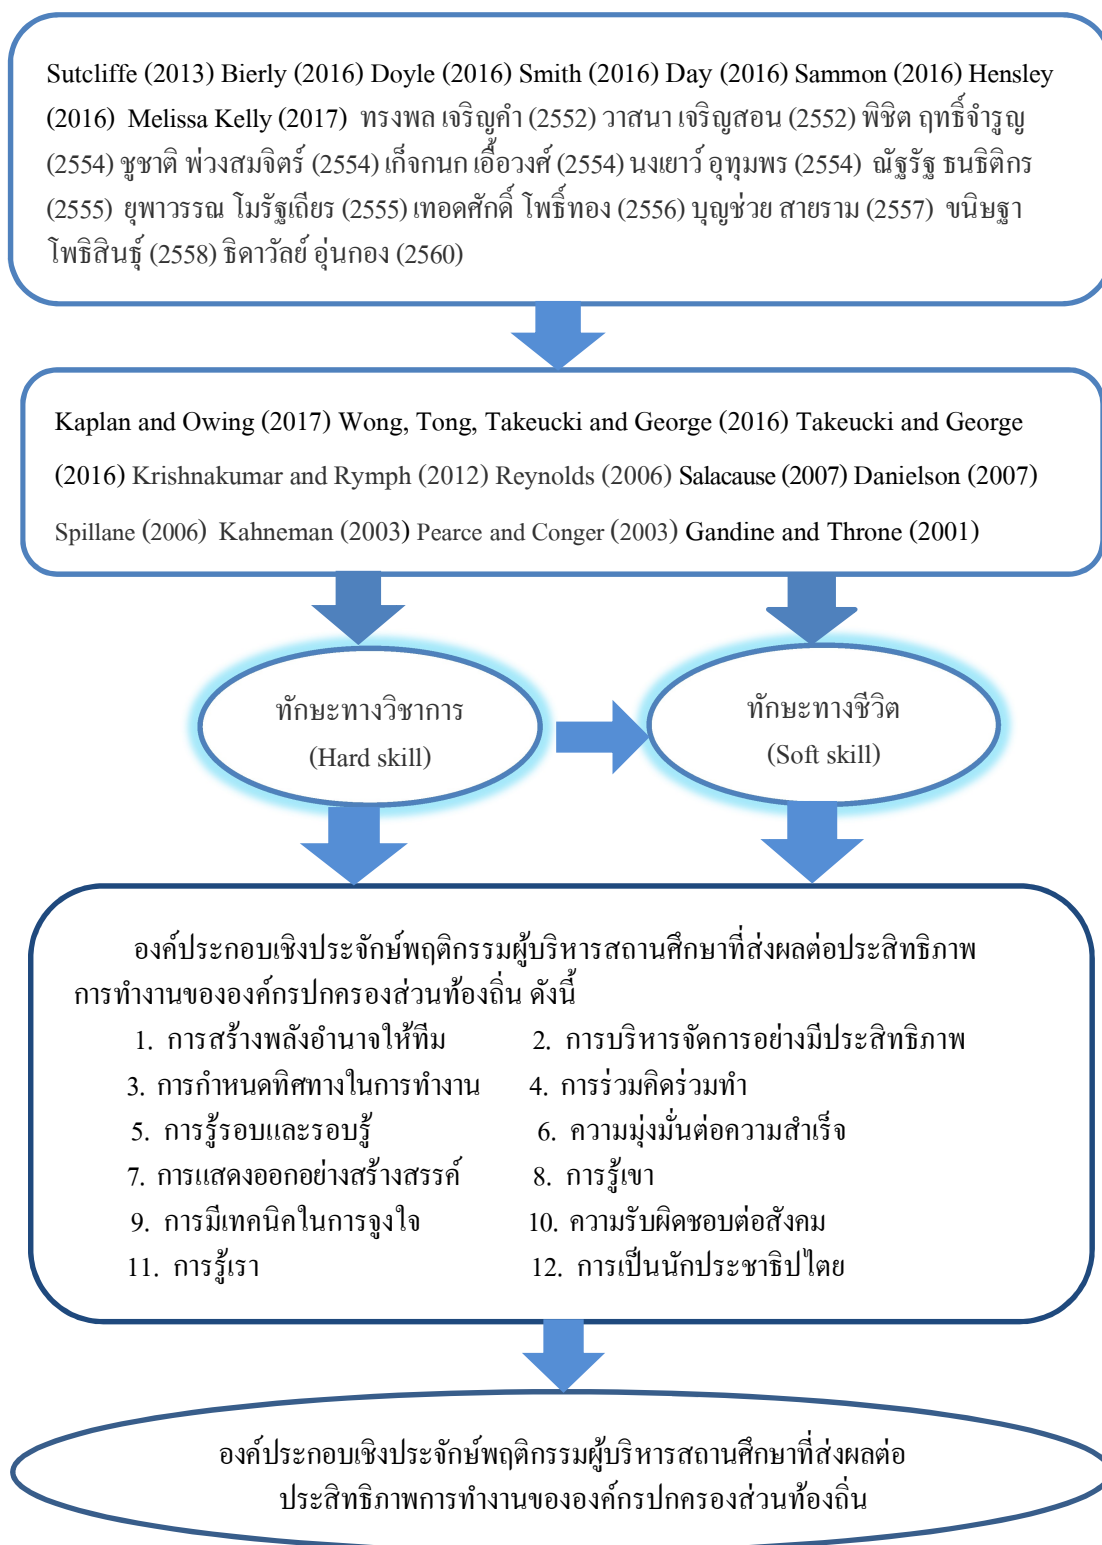 Sutcliffe (2013) Bierly (2016) Doyle (2016) Smith (2016) Day (2016) Sammon (2016) Hensley
(2016) Melissa Kelly (2017) ทรงพล เจริญคำ (2552) วาสนา เจริญสอน (2552) พิชิต ฤทธิ์จำรูญ
(2554) ชูชาติ พ่วงสมจิตร์ (2554) เก็จกนก เอื้อวงศ์ (2554) นงเยาว์ อุทุมพร (2554) ณัฐรัฐ ธนธิติกร
(2555) ยุพาวรรณ โมรัฐเถียร (2555) เทอดศักดิ์ โพธิ์ทอง (2556) บุญช่วย สายราม (2557) ขนิษฐา
โพธิสินธุ์ (2558) ธิดาวัลย์ อุ่นกอง (2560)
Kaplan and Owing (2017) Wong, Tong, Takeucki and George (2016) Takeucki and George
(2016) Krishnakumar and Rymph (2012) Reynolds (2006) Salacause (2007) Danielson (2007)
Spillane (2006) Kahneman (2003) Pearce and Conger (2003) Gandine and Throne (2001)
ทักษะทางวิชาการ
(Hard skill)
ทักษะทางชีวิต
(Soft skill)
องค์ประกอบเชิงประจักษ์พฤติกรรมผู้บริหารสถานศึกษาที่ส่งผลต่อประสิทธิภาพ
การทำงานขององค์กรปกครองส่วนท้องถิ่น ดังนี้
1. การสร้างพลังอำนาจให้ทีม 2. การบริหารจัดการอย่างมีประสิทธิภาพ
3. การกำหนดทิศทางในการทำงาน 4. การร่วมคิดร่วมทำ
5. การรู้รอบและรอบรู้ 6. ความมุ่งมั่นต่อความสำเร็จ
7. การแสดงออกอย่างสร้างสรรค์ 8. การรู้เขา
9. การมีเทคนิคในการจูงใจ 10. ความรับผิดชอบต่อสังคม
11. การรู้เรา 12. การเป็นนักประชาธิปไตย
องค์ประกอบเชิงประจักษ์พฤติกรรมผู้บริหารสถานศึกษาที่ส่งผลต่อ
ประสิทธิภาพการทำงานขององค์กรปกครองส่วนท้องถิ่น